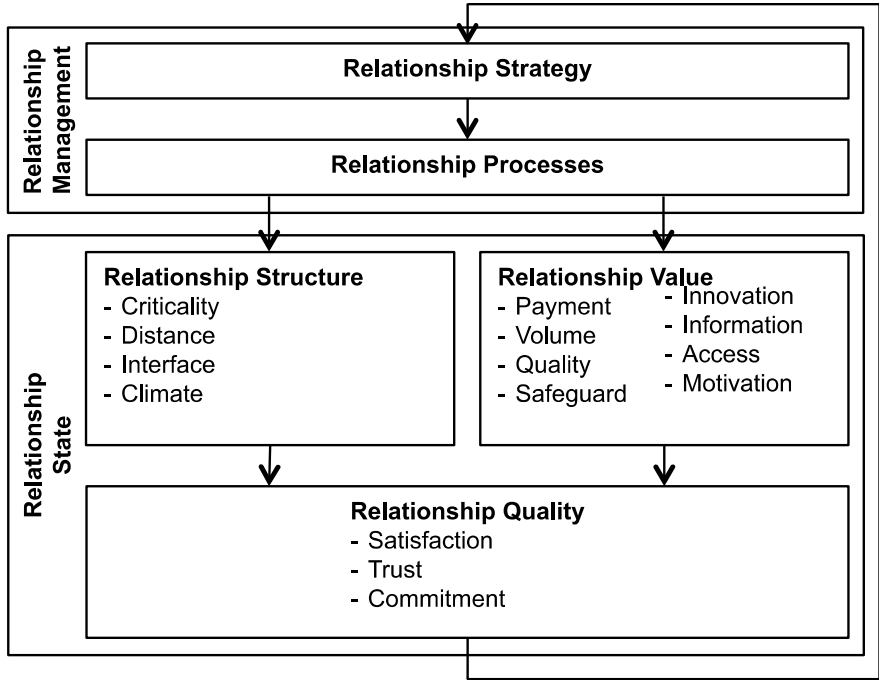 Relationship
Management
Relationship Strategy
Relationship Processes
Relationship
State
Relationship Structure
- Criticality
- Distance
- Interface
- Climate
Relationship Value
- Payment
- Volume
- Quality
- Safeguard
- Innovation
- Information
- Access
- Motivation
Relationship Quality
- Satisfaction
- Trust
- Commitment